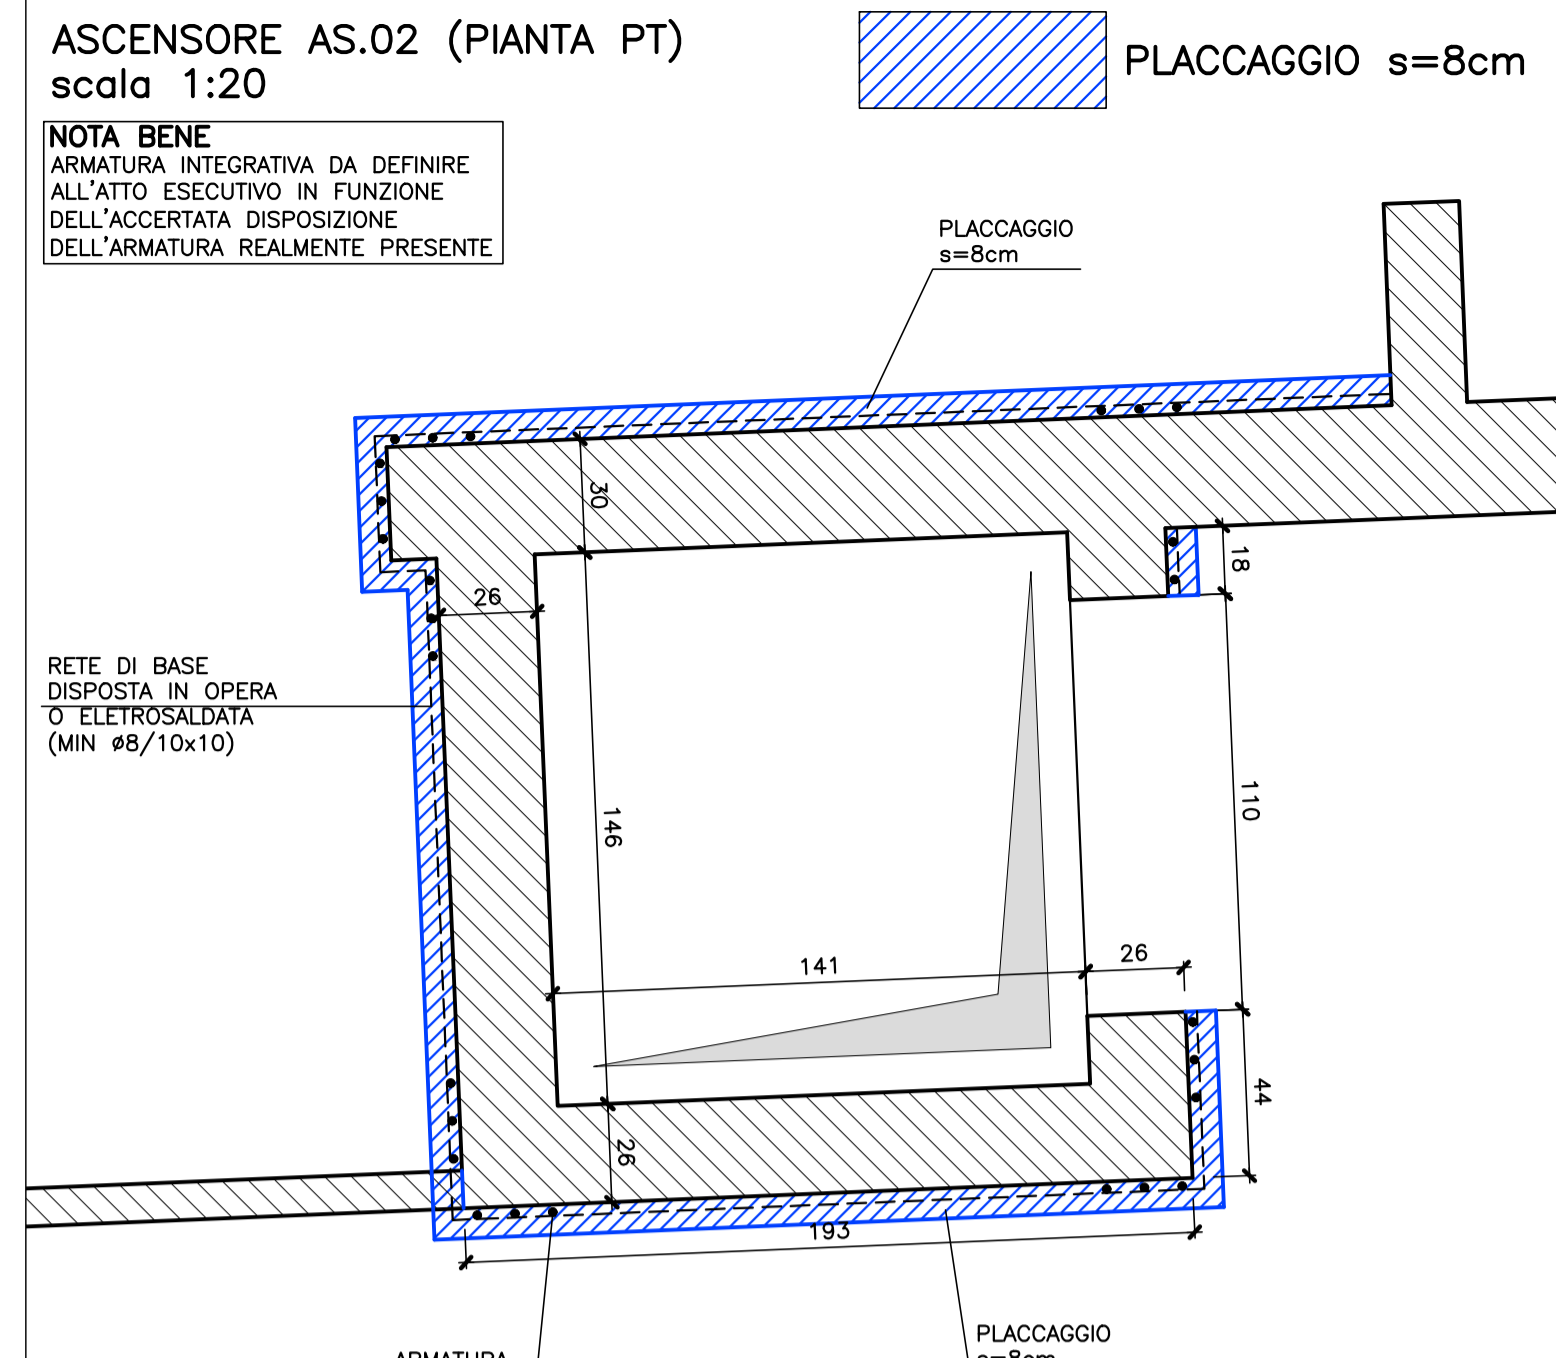 ASCENSORE AS.02 (PIANTA PT)
scala 1:20
PLACCAGGIO s=8cm
NOTA BENE
ARMATURA INTEGRATIVA DA DEFINIRE
ALL'ATTO ESECUTIVO IN FUNZIONE
DELL'ACCERTATA DISPOSIZIONE
DELL'ARMATURA REALMENTE PRESENTE
PLACCAGGIO
s=8cm
30
18
26
RETE DI BASE
DISPOSTA IN OPERA
O ELETROSALDATA
(MIN ø8/10x10)
110
146
141
26
44
26
193
PLACCAGGIO
s=8cm
ARMATURA